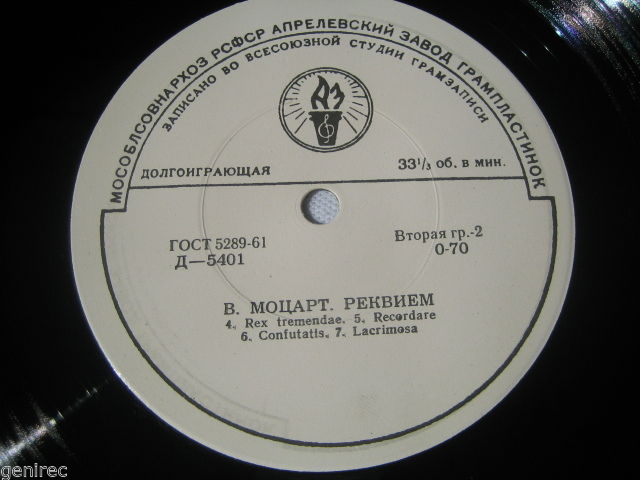 МОСОБЛСОВНАРХОЗ РСФСР АПРЕЛЕВСКИЙ ЗАВОД ГРАМПЛАСТИНОК
ЗАПИСАНО ВО ВСЕСОЮЗНОЙ СТУДИИ ГРАМЗАПИСИ
АЗ
ДОЛГОИГРАЮЩАЯ 33⅓ об. в мин.
ГОСТ 5289-61 Вторая гр.-2
Д—5401 0-70
В. МОЦАРТ. РЕКВИЕМ
4. Rex tremendae. 5. Recordare
6. Confutatis. 7. Lacrimosa
genirec